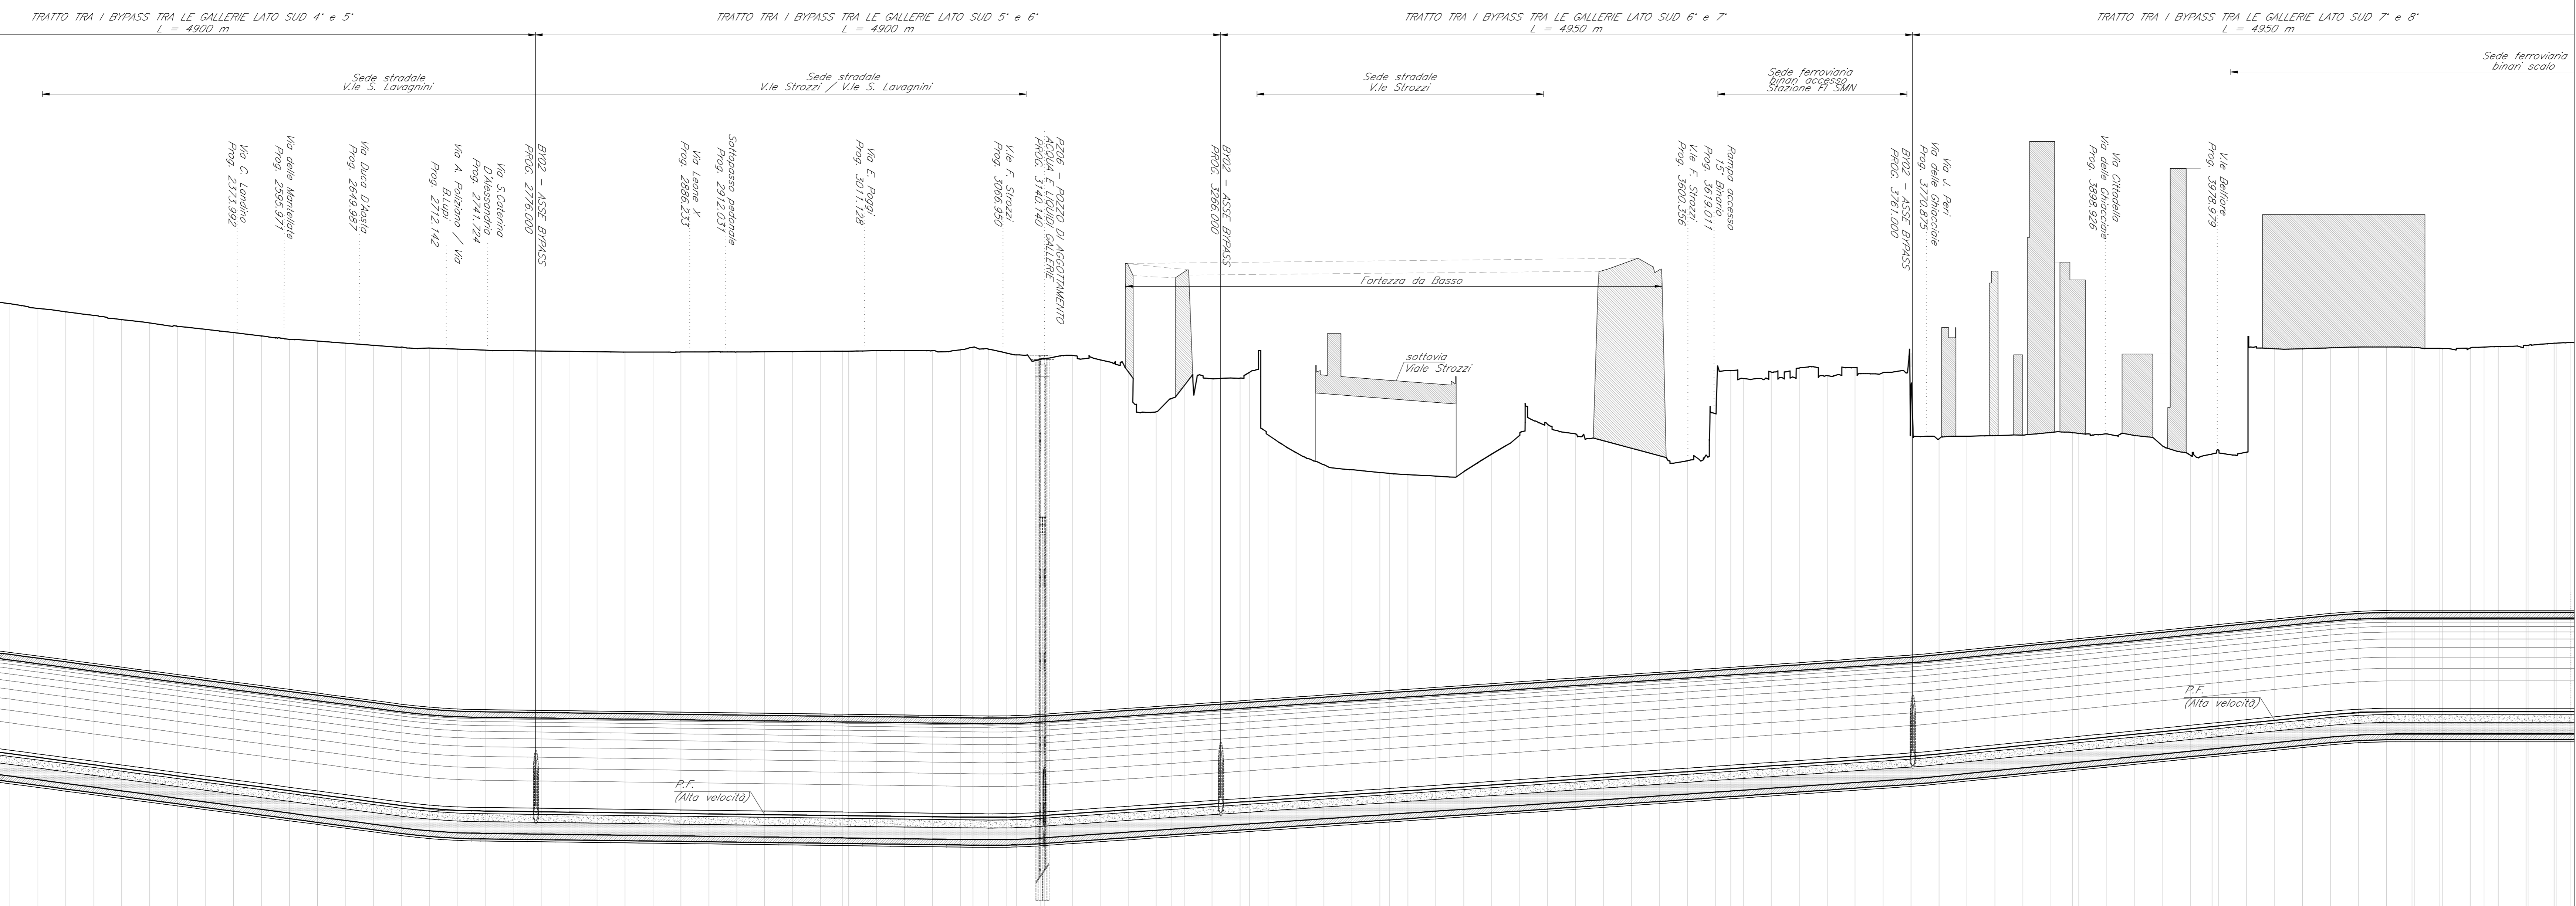 TRATTO TRA I BYPASS TRA LE GALLERIE LATO SUD 4° e 5°
L = 4900 m
TRATTO TRA I BYPASS TRA LE GALLERIE LATO SUD 5° e 6°
L = 4900 m
TRATTO TRA I BYPASS TRA LE GALLERIE LATO SUD 6° e 7°
L = 4950 m
TRATTO TRA I BYPASS TRA LE GALLERIE LATO SUD 7° e 8°
L = 4950 m
Sede stradale
V.le S. Lavagnini
Sede stradale
V.le Strozzi / V.le S. Lavagnini
Sede stradale
V.le Strozzi
Sede ferroviaria
binari accesso
Stazione FI SMN
Sede ferroviaria
binari scalo
Via C. Landino
Prog. 2373.992
Via delle Mantellate
Prog. 2595.971
Via Duca D'Aosta
Prog. 2649.987
Via A. Poliziano / Via
B.Lupi
Prog. 2712.142
Via S.Caterina
D'Alessandria
Prog. 2741.724
BY02 - ASSE BYPASS
PROG. 2776.000
Via Leone X
Prog. 2886.233
Sottopasso pedonale
Prog. 2912.031
Via E. Poggi
Prog. 3011.128
V.le F. Strozzi
Prog. 3066.950
PZ06 - POZZO DI AGGOTTAMENTO
ACQUA E LIQUIDI GALLERIE
PROG. 3140.140
BY02 - ASSE BYPASS
PROG. 3266.000
Fortezza da Basso
sottovia
Viale Strozzi
V.le F. Strozzi
Prog. 3600.356
Rampa accesso
15° Binario
Prog. 3619.011
BY02 - ASSE BYPASS
PROG. 3761.000
Via J. Peri
Via delle Ghiacciaie
Prog. 3770.875
Via Cittadella
Via delle Ghiacciaie
Prog. 3898.926
V.le Belfiore
Prog. 3978.979
P.F.
(Alta velocità)
P.F.
(Alta velocità)